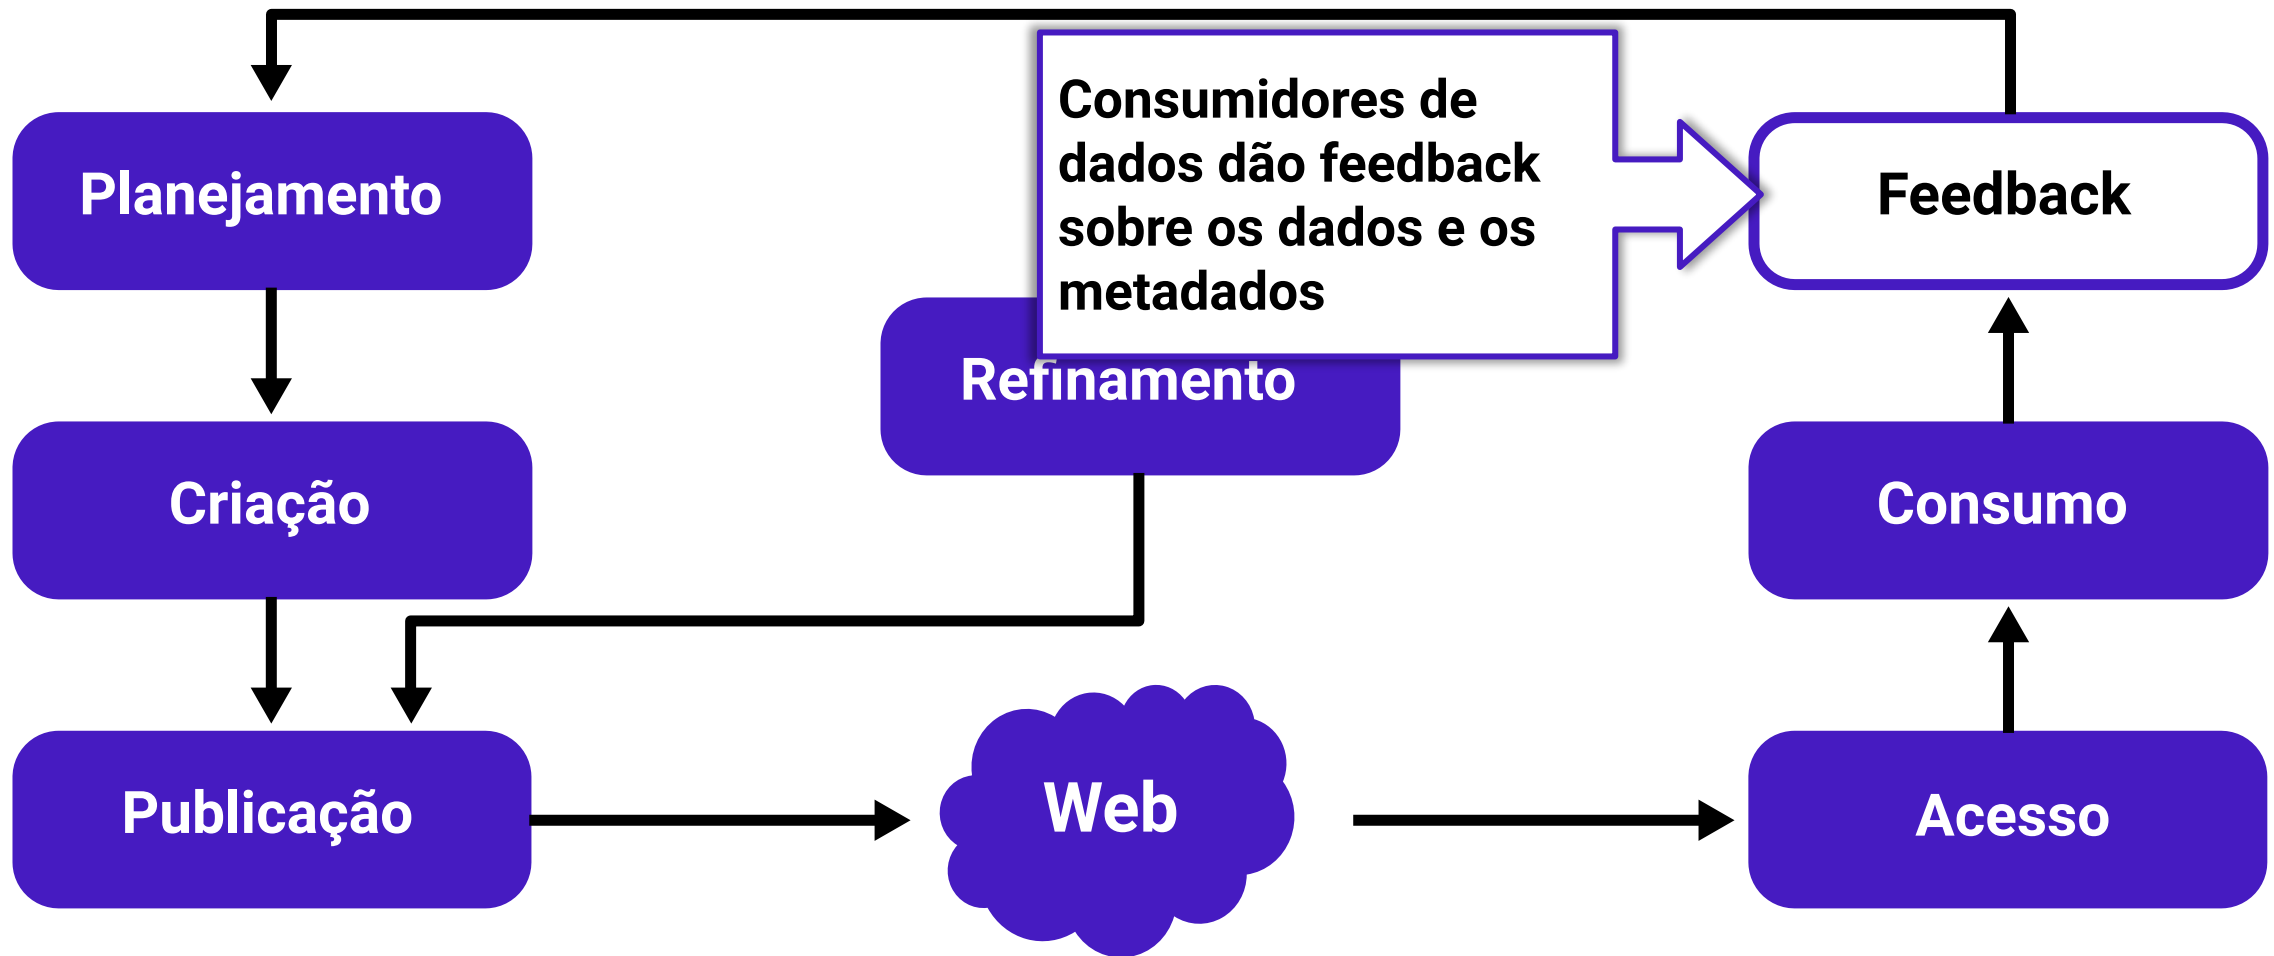 Consumidores de
dados dão feedback
sobre os dados e os
metadados
Planejamento
Feedback
Refinamento
Criação
Consumo
Publicação
Web
Acesso